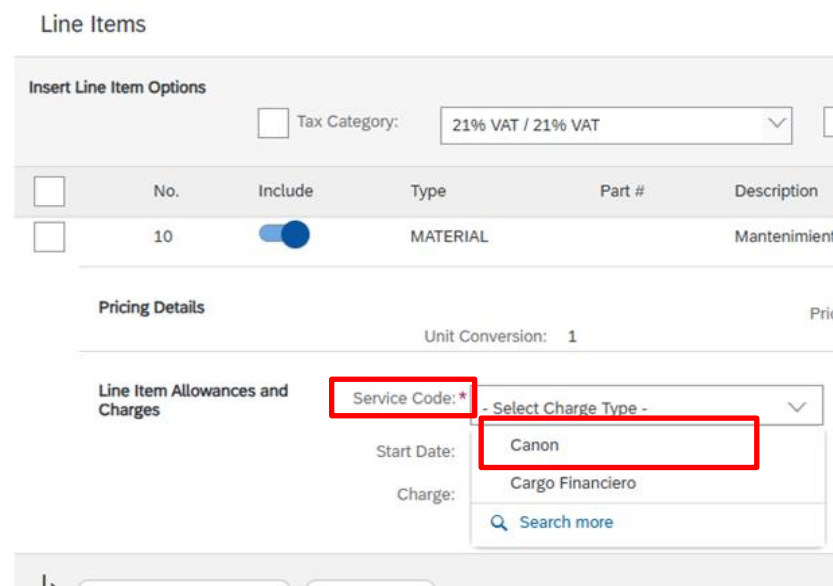 Line Items
Insert Line Item Options
Tax Category: 21% VAT / 21% VAT
No. Include Type Part # Description
10 MATERIAL
Pricing Details
Unit Conversion: 1
Line Item Allowances and
Charges
Service Code:* - Select Charge Type -
Canon
Start Date:
Cargo Financiero
Charge:
Search more